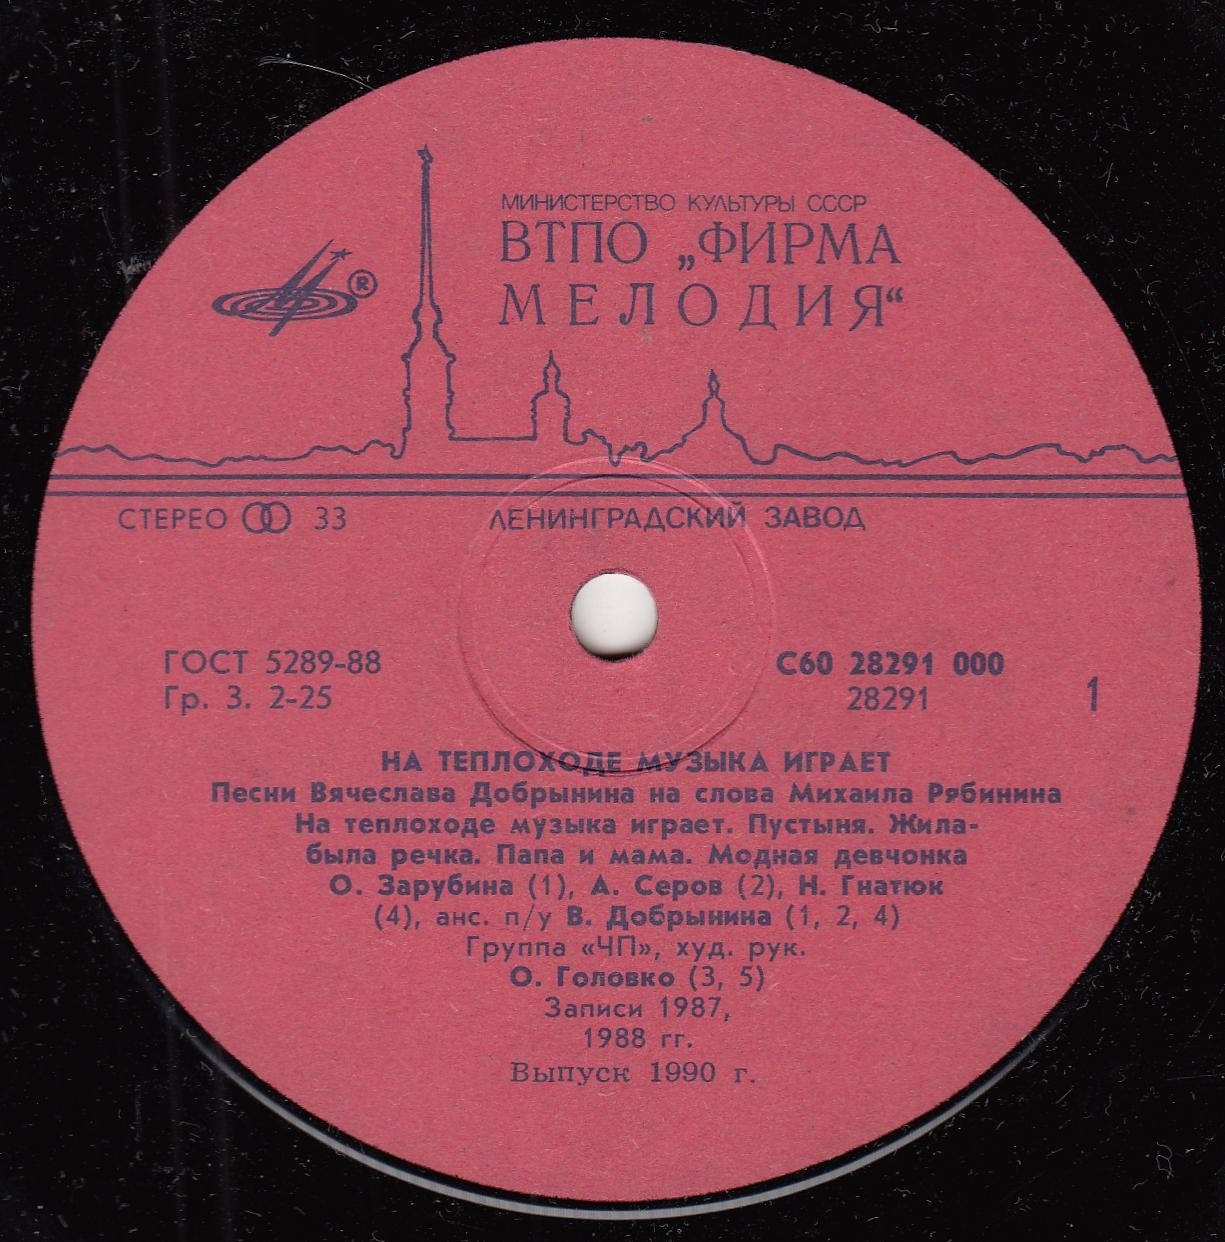 МИНИСТЕРСТВО КУЛЬТУРЫ СССР
ВТПО „ФИРМА
МЕЛОДИЯ“
®
СТЕРЕО 33
ЛЕНИНГРАДСКИЙ ЗАВОД
ГОСТ 5289-88
Гр. 3. 2-25
С60 28291 000
28291
1
НА ТЕПЛОХОДЕ МУЗЫКА ИГРАЕТ
Песни Вячеслава Добрынина на слова Михаила Рябинина
На теплоходе музыка играет. Пустыня. Жила-
была речка. Папа и мама. Модная девчонка
О. Зарубина (1), А. Серов (2), Н. Гнатюк
(4), анс. п/у В. Добрынина (1, 2, 4)
Группа «ЧП», худ. рук.
О. Головко (3, 5)
Записи 1987,
1988 гг.
Выпуск 1990 г.